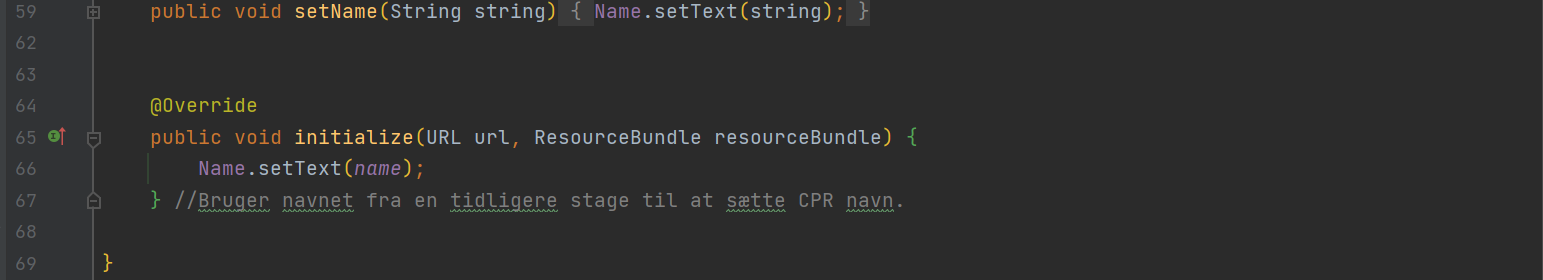 59 public void setName(String string) { Name.setText(string); }
62
63
64 @Override
65 public void initialize(URL url, ResourceBundle resourceBundle) {
66 Name.setText(name);
67 } //Bruger navnet fra en tidligere stage til at sætte CPR navn.
68
69 }